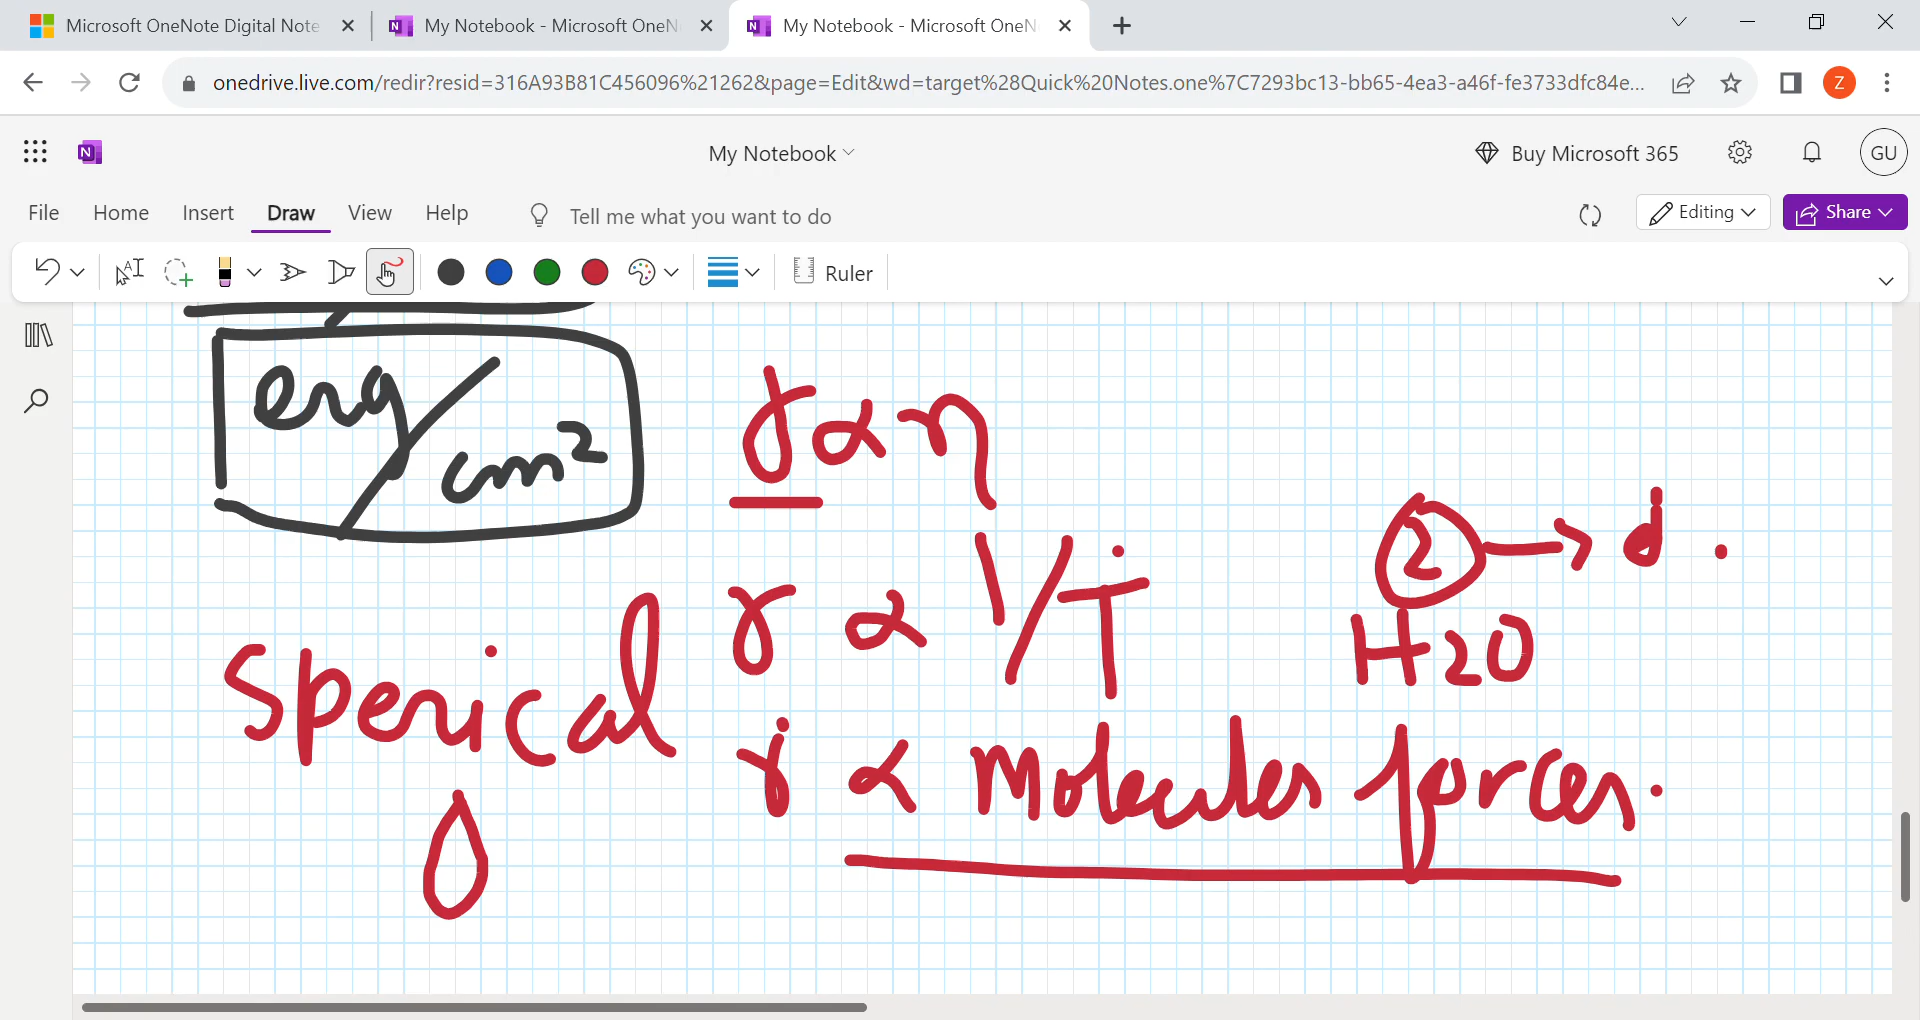 Microsoft OneNote Digital Note
My Notebook - Microsoft OneN
My Notebook - Microsoft OneN
onedrive.live.com/redir?resid=316A93B81C456096%21262&page=Edit&wd=target%28Quick%20Notes.one%7C7293bc13-bb65-4ea3-a46f-fe3733dfc84e...
Z
My Notebook
Buy Microsoft 365
GU
File Home Insert Draw View Help
Tell me what you want to do
Editing
Share
Ruler
erg/cm²
γ α η
γ α 1/T
② → d .
H2O
Sperical
γ α Molecules forces.